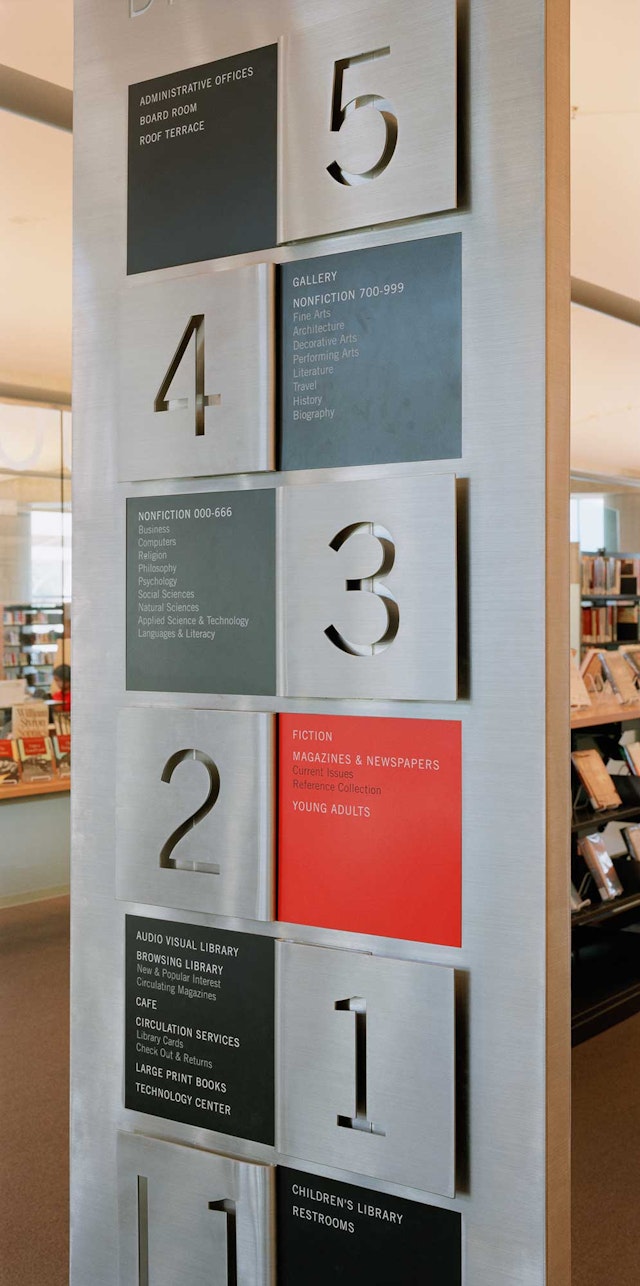 5
ADMINISTRATIVE OFFICES
BOARD ROOM
ROOF TERRACE
4
GALLERY
NONFICTION 700-999
Fine Arts
Architecture
Decorative Arts
Performing Arts
Literature
Travel
History
Biography
3
NONFICTION 000-666
Business
Computers
Religion
Philosophy
Psychology
Social Sciences
Natural Sciences
Applied Science & Technology
Languages & Literacy
2
FICTION
MAGAZINES & NEWSPAPERS
Current Issues
Reference Collection
YOUNG ADULTS
1
AUDIO VISUAL LIBRARY
BROWSING LIBRARY
New & Popular Interest
Circulating Magazines
CAFE
CIRCULATION SERVICES
Library Cards
Check Out & Returns
LARGE PRINT BOOKS
TECHNOLOGY CENTER
CHILDREN'S LIBRARY
RESTROOMS
William
Styron